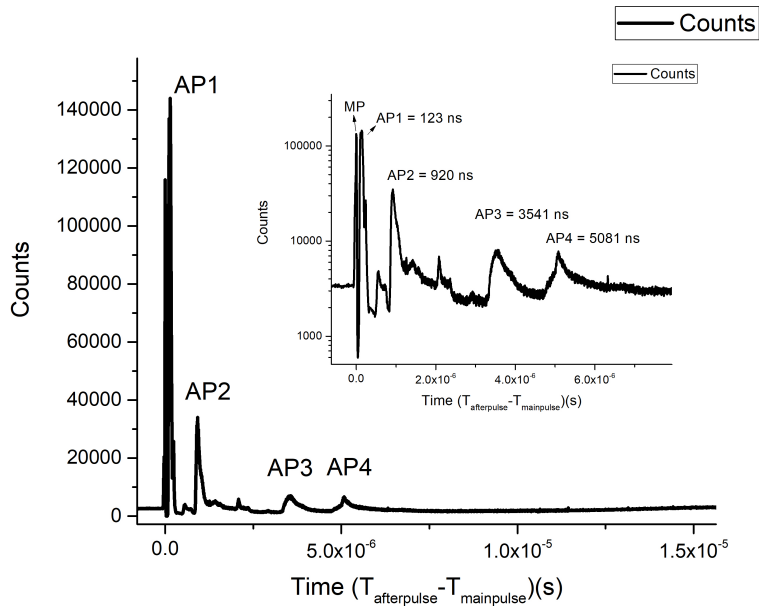 Counts
Counts
AP1
140000
120000
100000
80000
60000
40000
20000
0
Counts
AP2
AP3 AP4
0.0 5.0x10⁻⁶ 1.0x10⁻⁵ 1.5x10⁻⁵
Time (Tafterpulse-Tmainpulse)(s)
MP
AP1 = 123 ns
AP2 = 920 ns
AP3 = 3541 ns
AP4 = 5081 ns
100000
10000
1000
Counts
0.0 2.0x10⁻⁶ 4.0x10⁻⁶ 6.0x10⁻⁶
Time (Tafterpulse-Tmainpulse)(s)